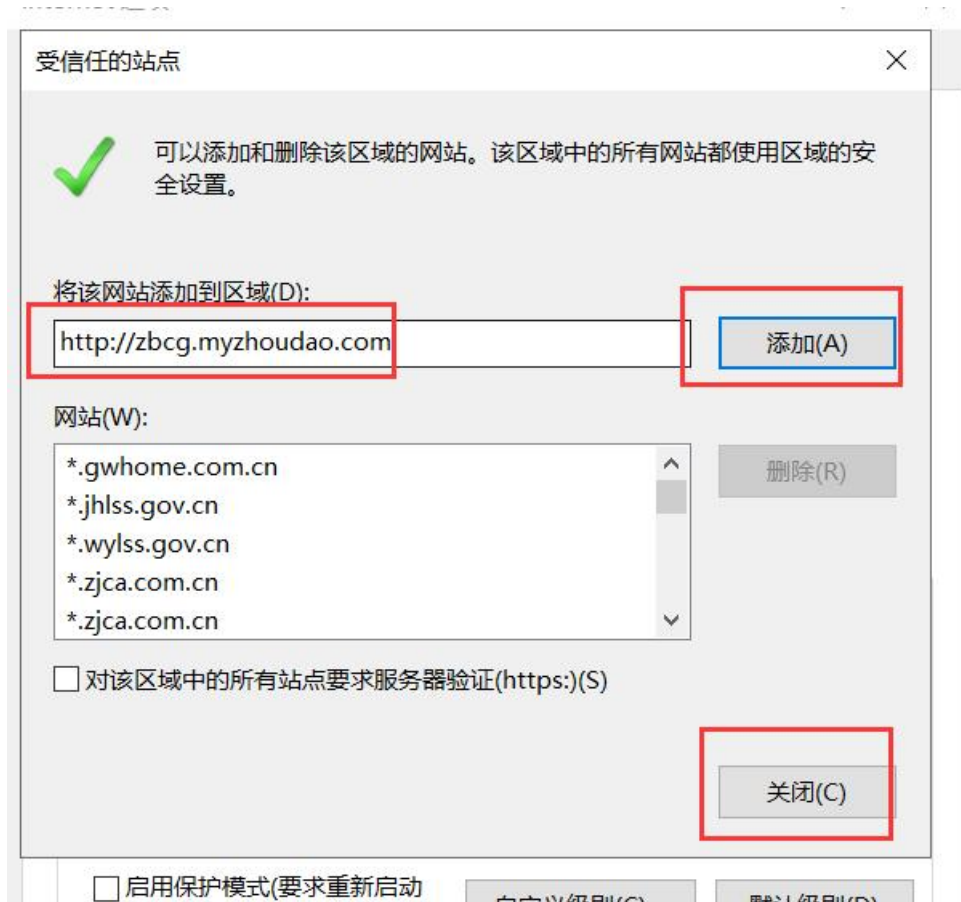 受信任的站点
可以添加和删除该区域的网站。该区域中的所有网站都使用区域的安
全设置。
将该网站添加到区域(D):
http://zbcg.myzhoudao.com
添加(A)
网站(W):
*.gwhome.com.cn
删除(R)
*.jhlss.gov.cn
*.wylss.gov.cn
*.zjca.com.cn
*.zjca.com.cn
对该区域中的所有站点要求服务器验证(https:)(S)
关闭(C)
启用保护模式(要求重新启动